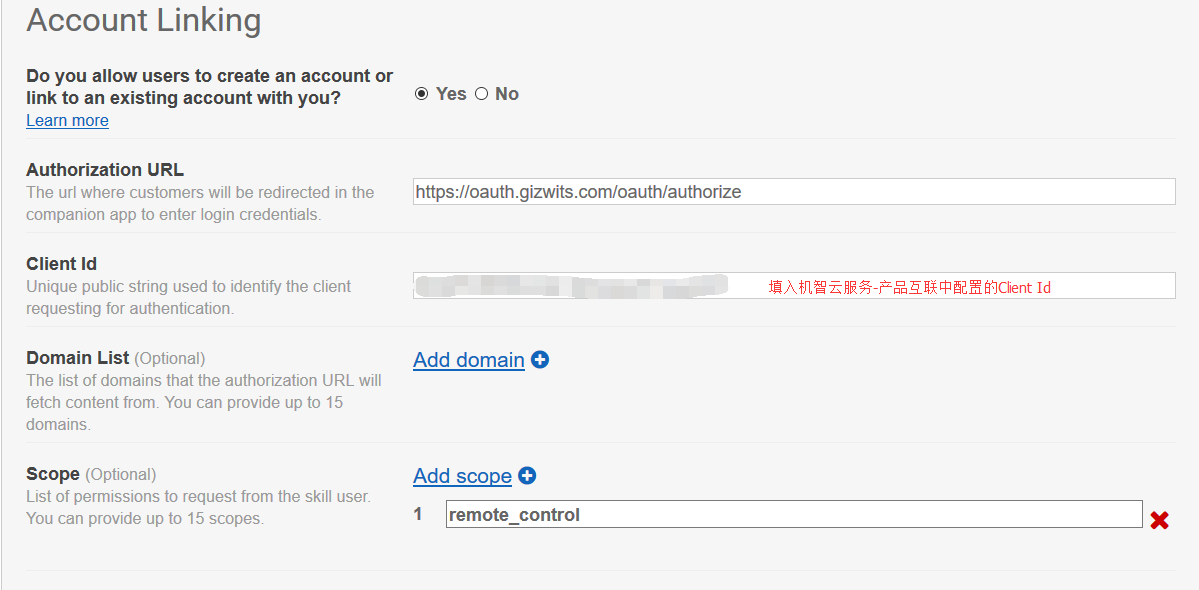 Account Linking
Do you allow users to create an account or
link to an existing account with you?
Yes No
Learn more
Authorization URL
The url where customers will be redirected in the
companion app to enter login credentials.
https://oauth.gizwits.com/oauth/authorize
Client Id
Unique public string used to identify the client
requesting for authentication.
填入机智云服务-产品互联中配置的Client Id
Domain List (Optional)
The list of domains that the authorization URL will
fetch content from. You can provide up to 15
domains.
Add domain
Scope (Optional)
List of permissions to request from the skill user.
You can provide up to 15 scopes.
Add scope
1 remote_control